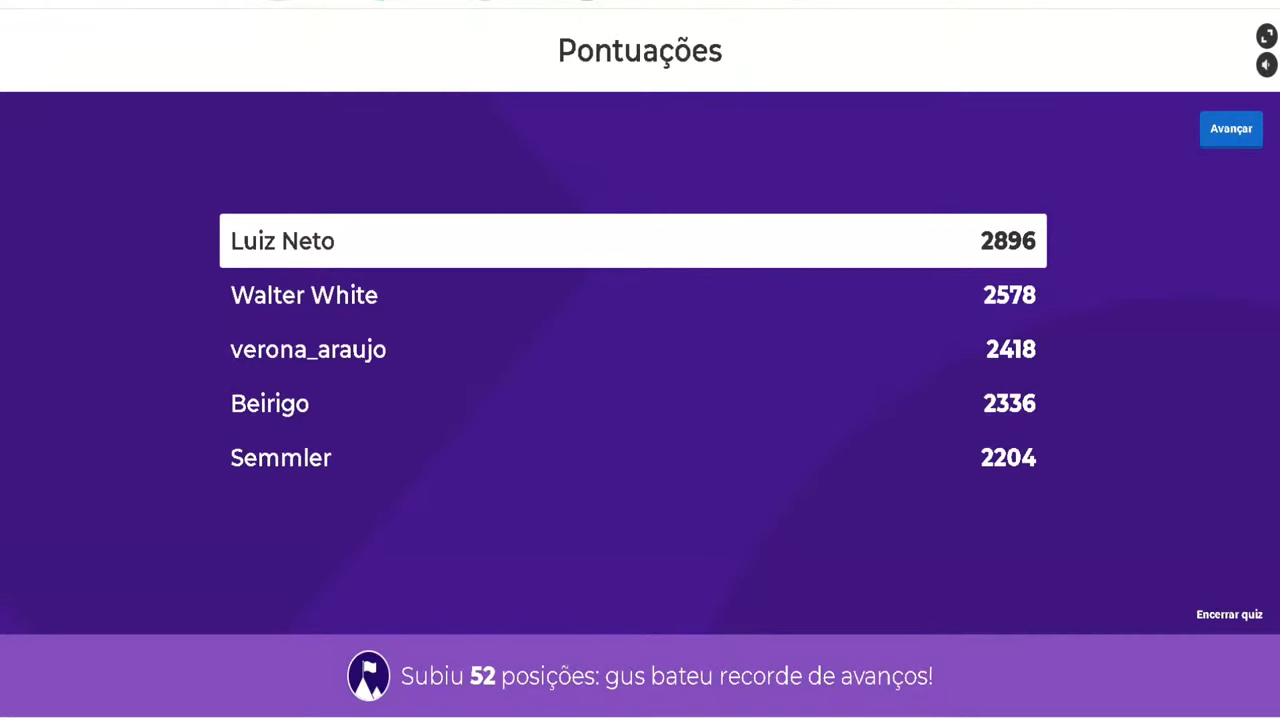 Pontuações
Avançar
Luiz Neto 2896
Walter White 2578
verona_araujo 2418
Beirigo 2336
Semmler 2204
Encerrar quiz
Subiu 52 posições: gus bateu recorde de avanços!